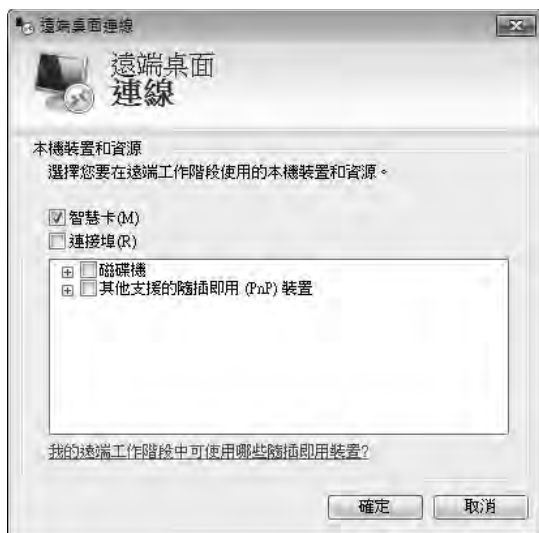 遠端桌面連線
遠端桌面
連線
本機裝置和資源
選擇您要在遠端工作階段使用的本機裝置和資源。
智慧卡(M)
連接埠(R)
磁碟機
其他支援的隨插即用 (PnP) 裝置
我的遠端工作階段中可使用哪些隨插即用裝置?
確定
取消